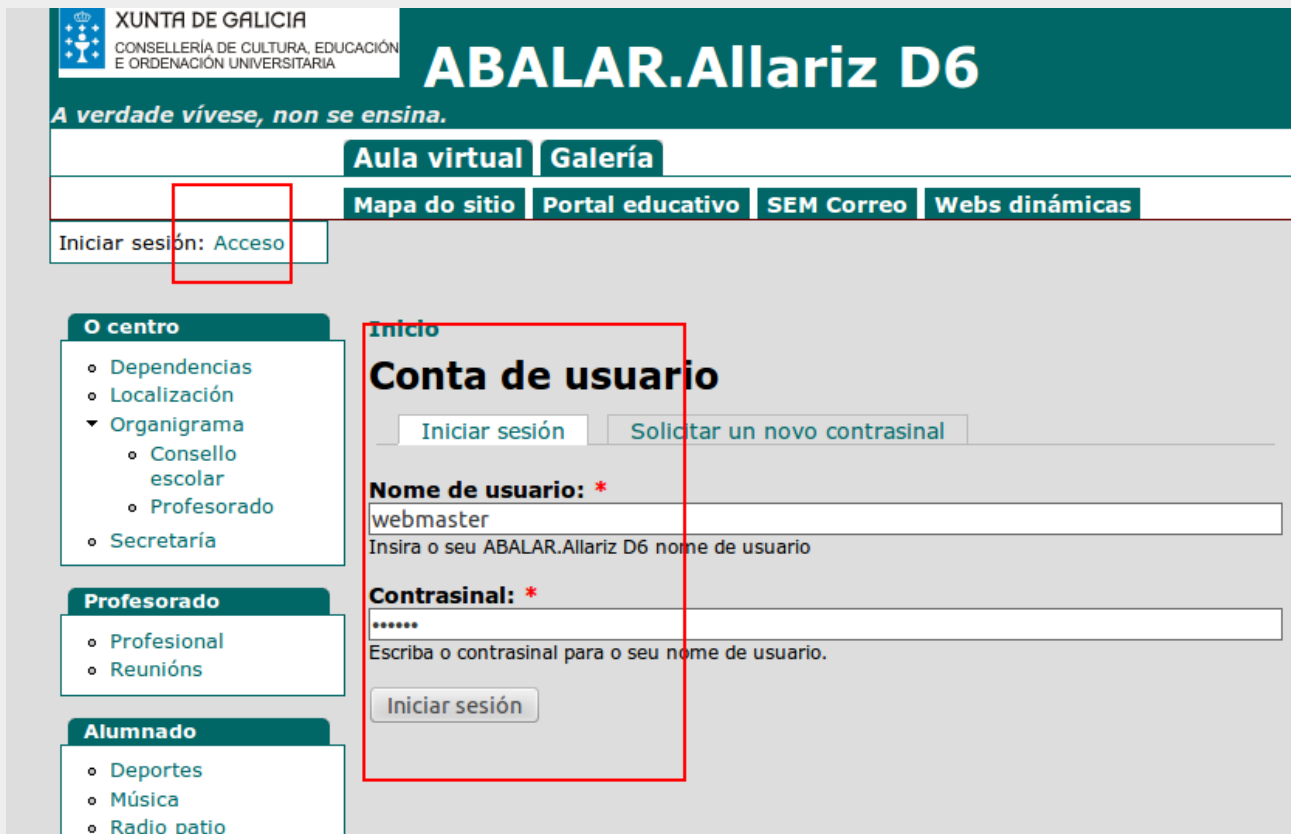 XUNTA DE GALICIA
CONSELLERÍA DE CULTURA, EDUCACIÓN
E ORDENACIÓN UNIVERSITARIA
ABALAR.Allariz D6
A verdade vívese, non se ensina.
Aula virtual Galería
Mapa do sitio Portal educativo SEM Correo Webs dinámicas
Iniciar sesión: Acceso
O centro
Dependencias
Localización
Organigrama
Consello
escolar
Profesorado
Secretaría
Profesorado
Profesional
Reunións
Alumnado
Deportes
Música
Radio patio
Inicio
Conta de usuario
Iniciar sesión Solicitar un novo contrasinal
Nome de usuario: *
webmaster
Insira o seu ABALAR.Allariz D6 nome de usuario
Contrasinal: *
••••••
Escriba o contrasinal para o seu nome de usuario.
Iniciar sesión